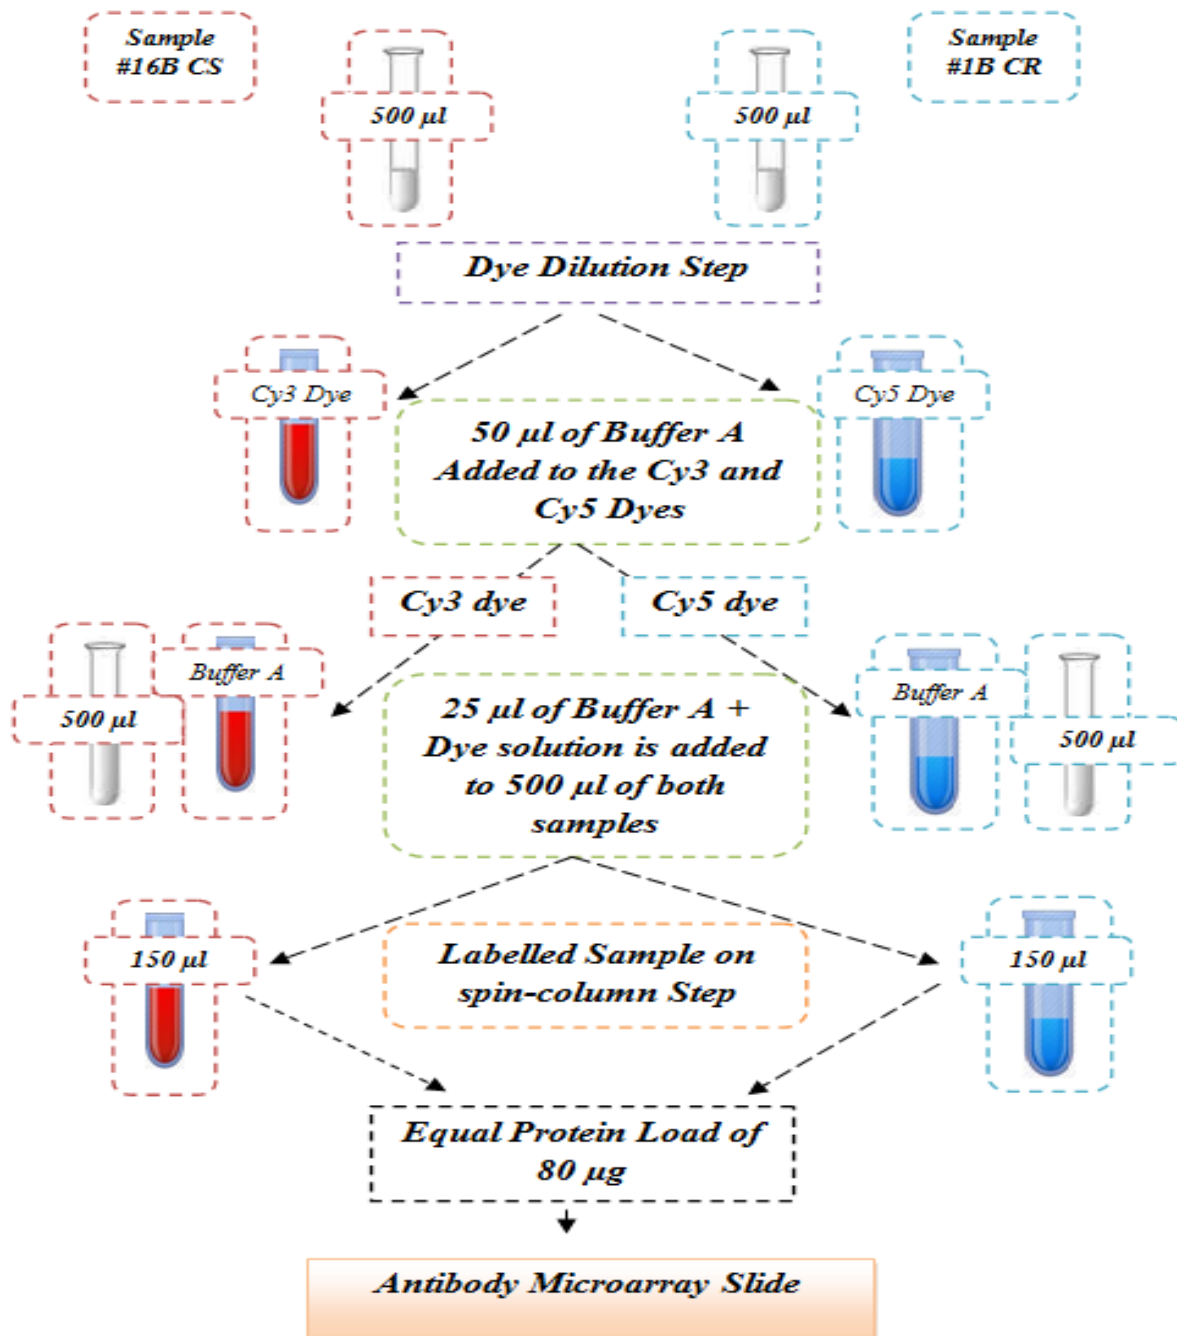 Sample
#16B CS
500 µl
500 µl
Sample
#1B CR
Dye Dilution Step
Cy3 Dye
Cy5 Dye
50 µl of Buffer A
Added to the Cy3 and
Cy5 Dyes
Cy3 dye
Cy5 dye
500 µl
Buffer A
Buffer A
500 µl
25 µl of Buffer A +
Dye solution is added
to 500 µl of both
samples
150 µl
Labelled Sample on
spin-column Step
150 µl
Equal Protein Load of
80 µg
Antibody Microarray Slide